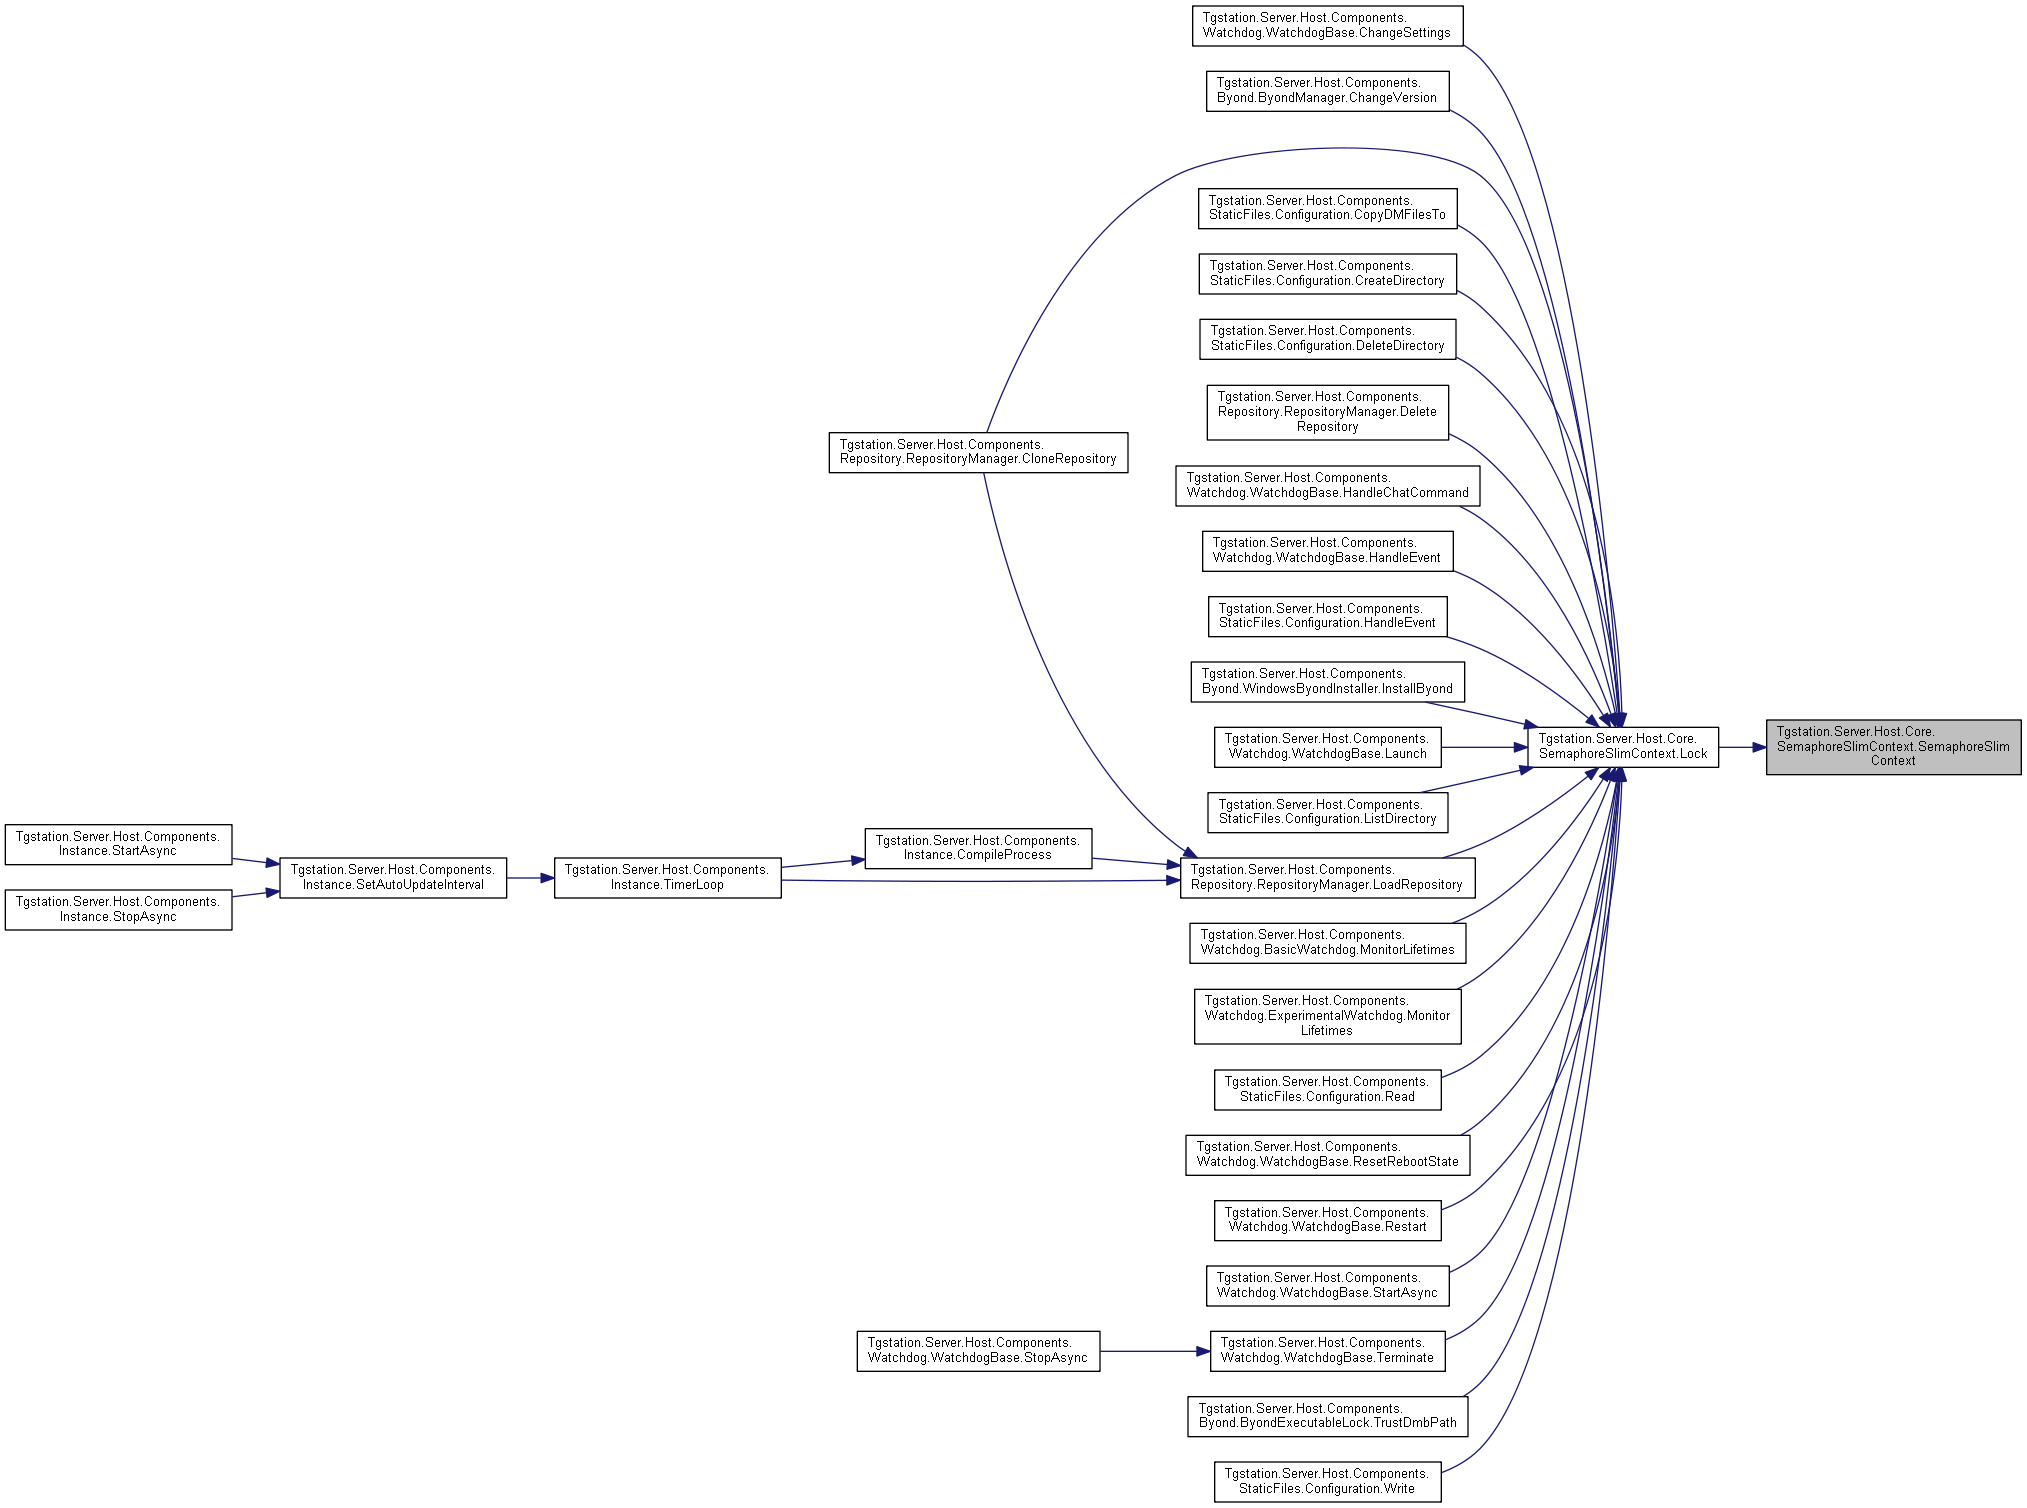 Tgstation.Server.Host.Components.
Watchdog.WatchdogBase.ChangeSettings
Tgstation.Server.Host.Components.
Byond.ByondManager.ChangeVersion
Tgstation.Server.Host.Components.
StaticFiles.Configuration.CopyDMFilesTo
Tgstation.Server.Host.Components.
StaticFiles.Configuration.CreateDirectory
Tgstation.Server.Host.Components.
StaticFiles.Configuration.DeleteDirectory
Tgstation.Server.Host.Components.
Repository.RepositoryManager.Delete
Repository
Tgstation.Server.Host.Components.
Repository.RepositoryManager.CloneRepository
Tgstation.Server.Host.Components.
Watchdog.WatchdogBase.HandleChatCommand
Tgstation.Server.Host.Components.
Watchdog.WatchdogBase.HandleEvent
Tgstation.Server.Host.Components.
StaticFiles.Configuration.HandleEvent
Tgstation.Server.Host.Components.
Byond.WindowsByondInstaller.InstallByond
Tgstation.Server.Host.Components.
Watchdog.WatchdogBase.Launch
Tgstation.Server.Host.Core.
SemaphoreSlimContext.Lock
Tgstation.Server.Host.Core.
SemaphoreSlimContext.SemaphoreSlim
Context
Tgstation.Server.Host.Components.
StaticFiles.Configuration.ListDirectory
Tgstation.Server.Host.Components.
Instance.StartAsync
Tgstation.Server.Host.Components.
Instance.StopAsync
Tgstation.Server.Host.Components.
Instance.SetAutoUpdateInterval
Tgstation.Server.Host.Components.
Instance.TimerLoop
Tgstation.Server.Host.Components.
Instance.CompileProcess
Tgstation.Server.Host.Components.
Repository.RepositoryManager.LoadRepository
Tgstation.Server.Host.Components.
Watchdog.BasicWatchdog.MonitorLifetimes
Tgstation.Server.Host.Components.
Watchdog.ExperimentalWatchdog.Monitor
Lifetimes
Tgstation.Server.Host.Components.
StaticFiles.Configuration.Read
Tgstation.Server.Host.Components.
Watchdog.WatchdogBase.ResetRebootState
Tgstation.Server.Host.Components.
Watchdog.WatchdogBase.Restart
Tgstation.Server.Host.Components.
Watchdog.WatchdogBase.StartAsync
Tgstation.Server.Host.Components.
Watchdog.WatchdogBase.StopAsync
Tgstation.Server.Host.Components.
Watchdog.WatchdogBase.Terminate
Tgstation.Server.Host.Components.
Byond.ByondExecutableLock.TrustDmbPath
Tgstation.Server.Host.Components.
StaticFiles.Configuration.Write